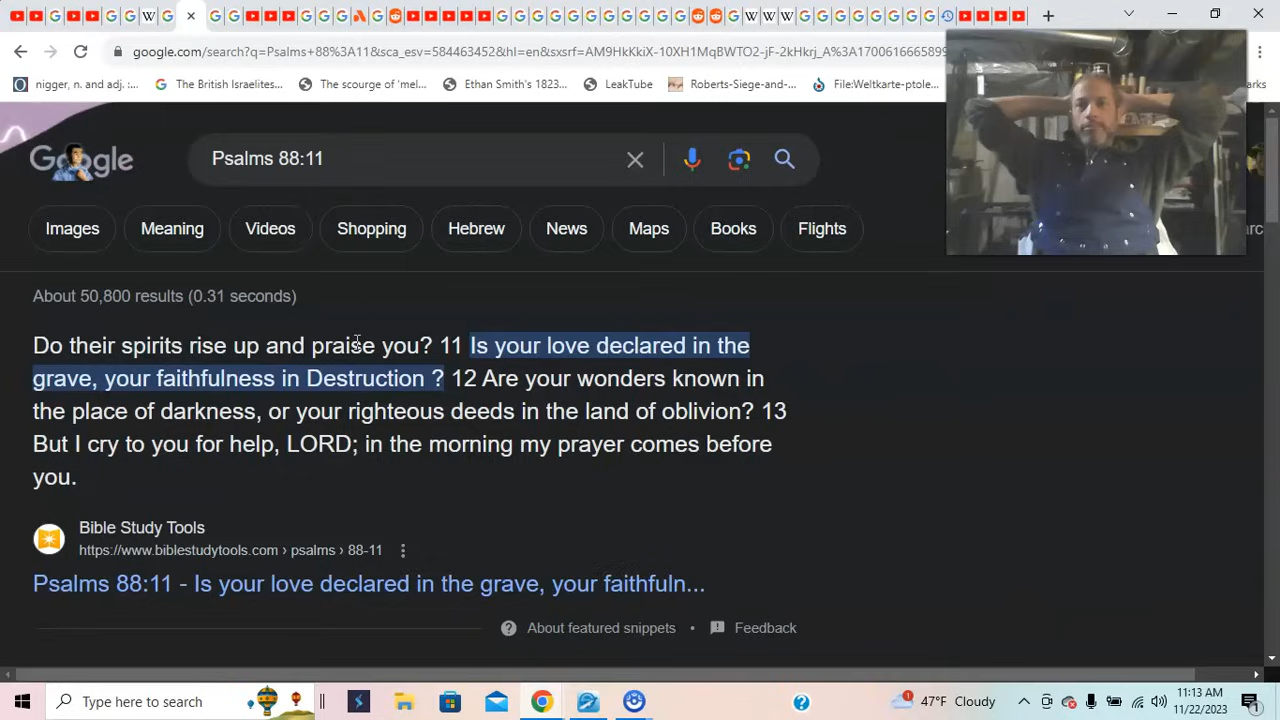 google.com/search?q=Psalms+88%3A11&sca_esv=584463452&hl=en&sxsrf=AM9HkKkiX-10XH1MqBWTO2-jF-2kHkrj_A%3A1700616665899
nigger, n. and adj. :... The British Israelites... The scourge of 'mel... Ethan Smith's 1823... LeakTube Roberts-Siege-and-... File:Weltkarte-ptole... arks
Google Psalms 88:11
Images Meaning Videos Shopping Hebrew News Maps Books Flights
About 50,800 results (0.31 seconds)
Do their spirits rise up and praise you? 11 Is your love declared in the
grave, your faithfulness in Destruction ? 12 Are your wonders known in
the place of darkness, or your righteous deeds in the land of oblivion? 13
But I cry to you for help, LORD; in the morning my prayer comes before
you.
Bible Study Tools
https://www.biblestudytools.com › psalms › 88-11
Psalms 88:11 - Is your love declared in the grave, your faithfuln...
About featured snippets • Feedback
Type here to search 47°F Cloudy 11:13 AM
11/22/2023